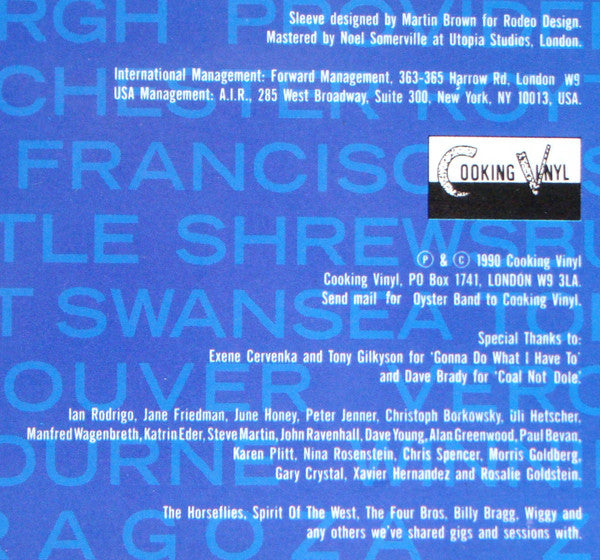 RGH PROVIDE
Sleeve designed by Martin Brown for Rodeo Design.
Mastered by Noel Somerville at Utopia Studios, London.
CHESTER ROT
International Management: Forward Management, 363-365 Harrow Rd, London W9
USA Management: A.I.R., 285 West Broadway, Suite 300, New York, NY 10013, USA.
FRANCISCO
COOKING VINYL
TLE SHREWSBU
Ⓟ & © 1990 Cooking Vinyl
Cooking Vinyl, PO Box 1741, LONDON W9 3LA.
Send mail for Oyster Band to Cooking Vinyl.
T SWANSEA TO
Special Thanks to:
Exene Cervenka and Tony Gilkyson for 'Gonna Do What I Have To'
and Dave Brady for 'Coal Not Dole'.
OUVER VERO
Ian Rodrigo, Jane Friedman, June Honey, Peter Jenner, Christoph Borkowsky, Uli Hetscher,
Manfred Wagenbreth, Katrin Eder, Steve Martin, John Ravenhall, Dave Young, Alan Greenwood, Paul Bevan,
OURNE WINNI
Karen Plitt, Nina Rosenstein, Chris Spencer, Morris Goldberg,
Gary Crystal, Xavier Hernandez and Rosalie Goldstein.
The Horseflies, Spirit Of The West, The Four Bros, Billy Bragg, Wiggy and
any others we've shared gigs and sessions with.
RAGOZA